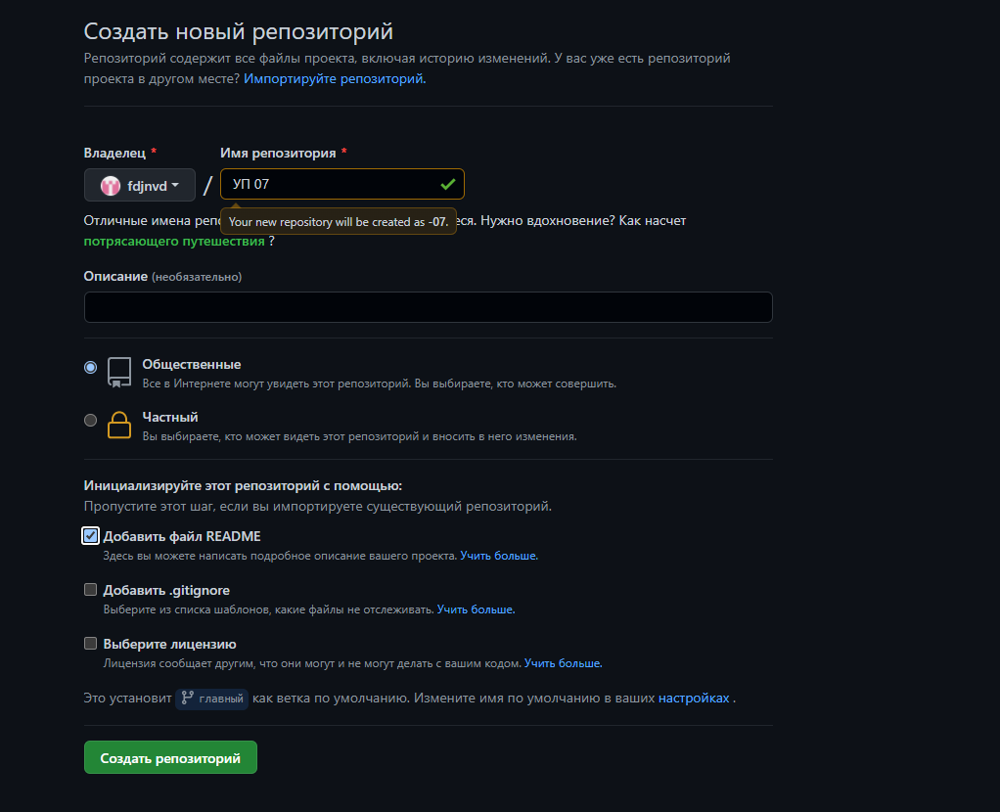 Создать новый репозиторий
Репозиторий содержит все файлы проекта, включая историю изменений. У вас уже есть репозиторий
проекта в другом месте? Импортируйте репозиторий.
Владелец * Имя репозитория *
fdjnvd / УП 07
Your new repository will be created as -07.
Отличные имена еся. Нужно вдохновение? Как насчет
потрясающего путешествия ?
Описание (необязательно)
Общественные
Все в Интернете могут увидеть этот репозиторий. Вы выбираете, кто может совершить.
Частный
Вы выбираете, кто может видеть этот репозиторий и вносить в него изменения.
Инициализируйте этот репозиторий с помощью:
Пропустите этот шаг, если вы импортируете существующий репозиторий.
Добавить файл README
Здесь вы можете написать подробное описание вашего проекта. Учить больше.
Добавить .gitignore
Выберите из списка шаблонов, какие файлы не отслеживать. Учить больше.
Выберите лицензию
Лицензия сообщает другим, что они могут и не могут делать с вашим кодом. Учить больше.
Это установит главный как ветка по умолчанию. Измените имя по умолчанию в ваших настройках .
Создать репозиторий